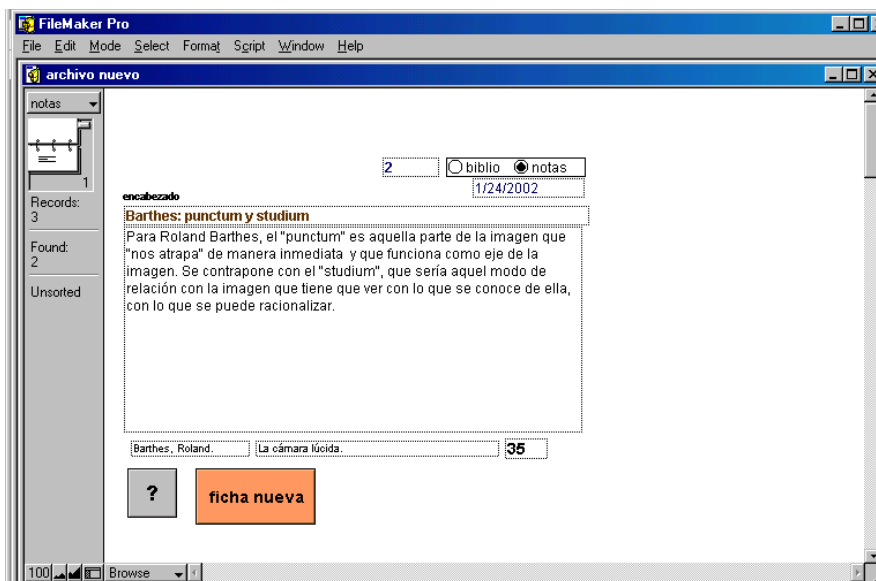 FileMaker Pro
File Edit Mode Select Format Script Window Help
archivo nuevo
notas
1
Records:
3
Found:
2
Unsorted
2 biblio notas
1/24/2002
encabezado
Barthes: punctum y studium
Para Roland Barthes, el "punctum" es aquella parte de la imagen que
"nos atrapa" de manera inmediata y que funciona como eje de la
imagen. Se contrapone con el "studium", que sería aquel modo de
relación con la imagen que tiene que ver con lo que se conoce de ella,
con lo que se puede racionalizar.
Barthes, Roland. La cámara lúcida. 35
? ficha nueva
100 Browse